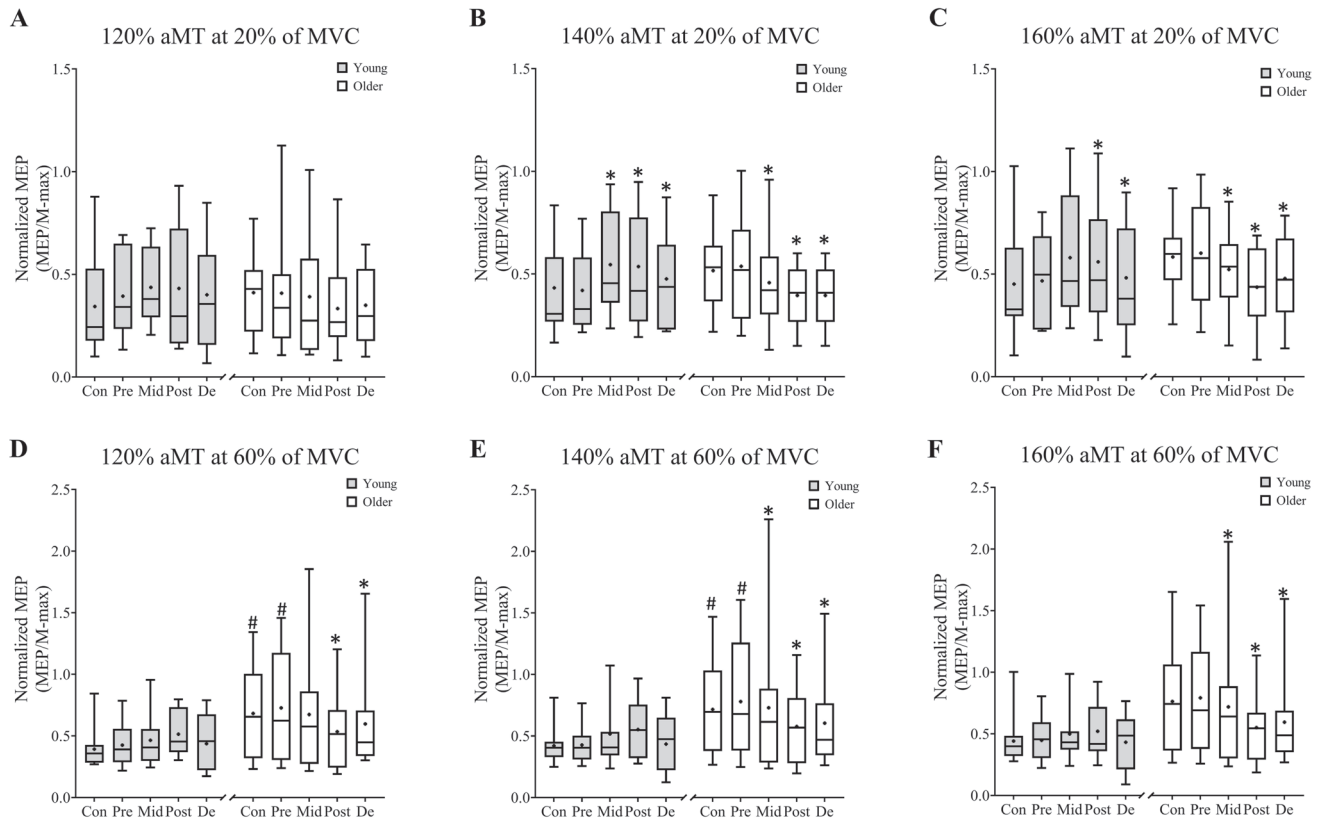 A
120% aMT at 20% of MVC
Young
Older
Normalized MEP
(MEP/M-max)
1.5
1.0
0.5
0.0
Con Pre Mid Post De Con Pre Mid Post De
B
140% aMT at 20% of MVC
Young
Older
Normalized MEP
(MEP/M-max)
1.5
1.0
0.5
0.0
* * * * * *
Con Pre Mid Post De Con Pre Mid Post De
C
160% aMT at 20% of MVC
Young
Older
Normalized MEP
(MEP/M-max)
1.5
1.0
0.5
0.0
* * * * *
Con Pre Mid Post De Con Pre Mid Post De
D
120% aMT at 60% of MVC
Young
Older
Normalized MEP
(MEP/M-max)
2.5
2.0
1.5
1.0
0.5
0.0
# # * *
Con Pre Mid Post De Con Pre Mid Post De
E
140% aMT at 60% of MVC
Young
Older
Normalized MEP
(MEP/M-max)
2.5
2.0
1.5
1.0
0.5
0.0
# # * * *
Con Pre Mid Post De Con Pre Mid Post De
F
160% aMT at 60% of MVC
Young
Older
Normalized MEP
(MEP/M-max)
2.5
2.0
1.5
1.0
0.5
0.0
* * *
Con Pre Mid Post De Con Pre Mid Post De